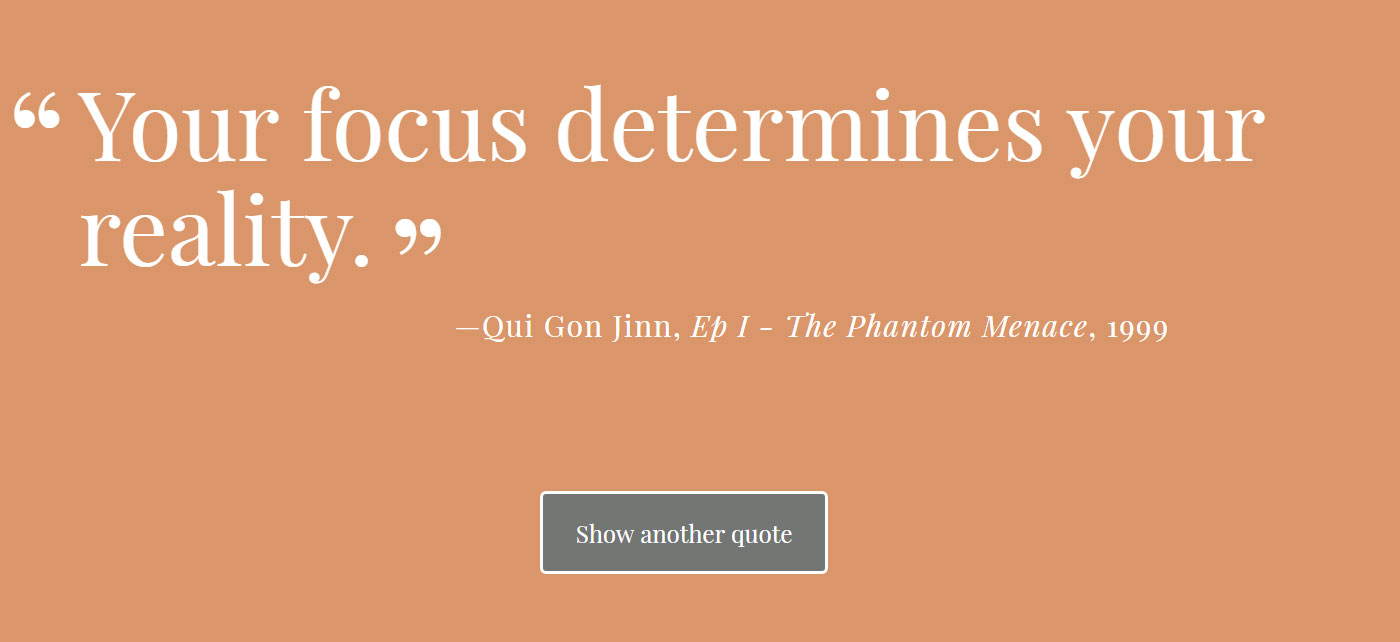 “ Your focus determines your
reality. ”
—Qui Gon Jinn, Ep I - The Phantom Menace, 1999
Show another quote